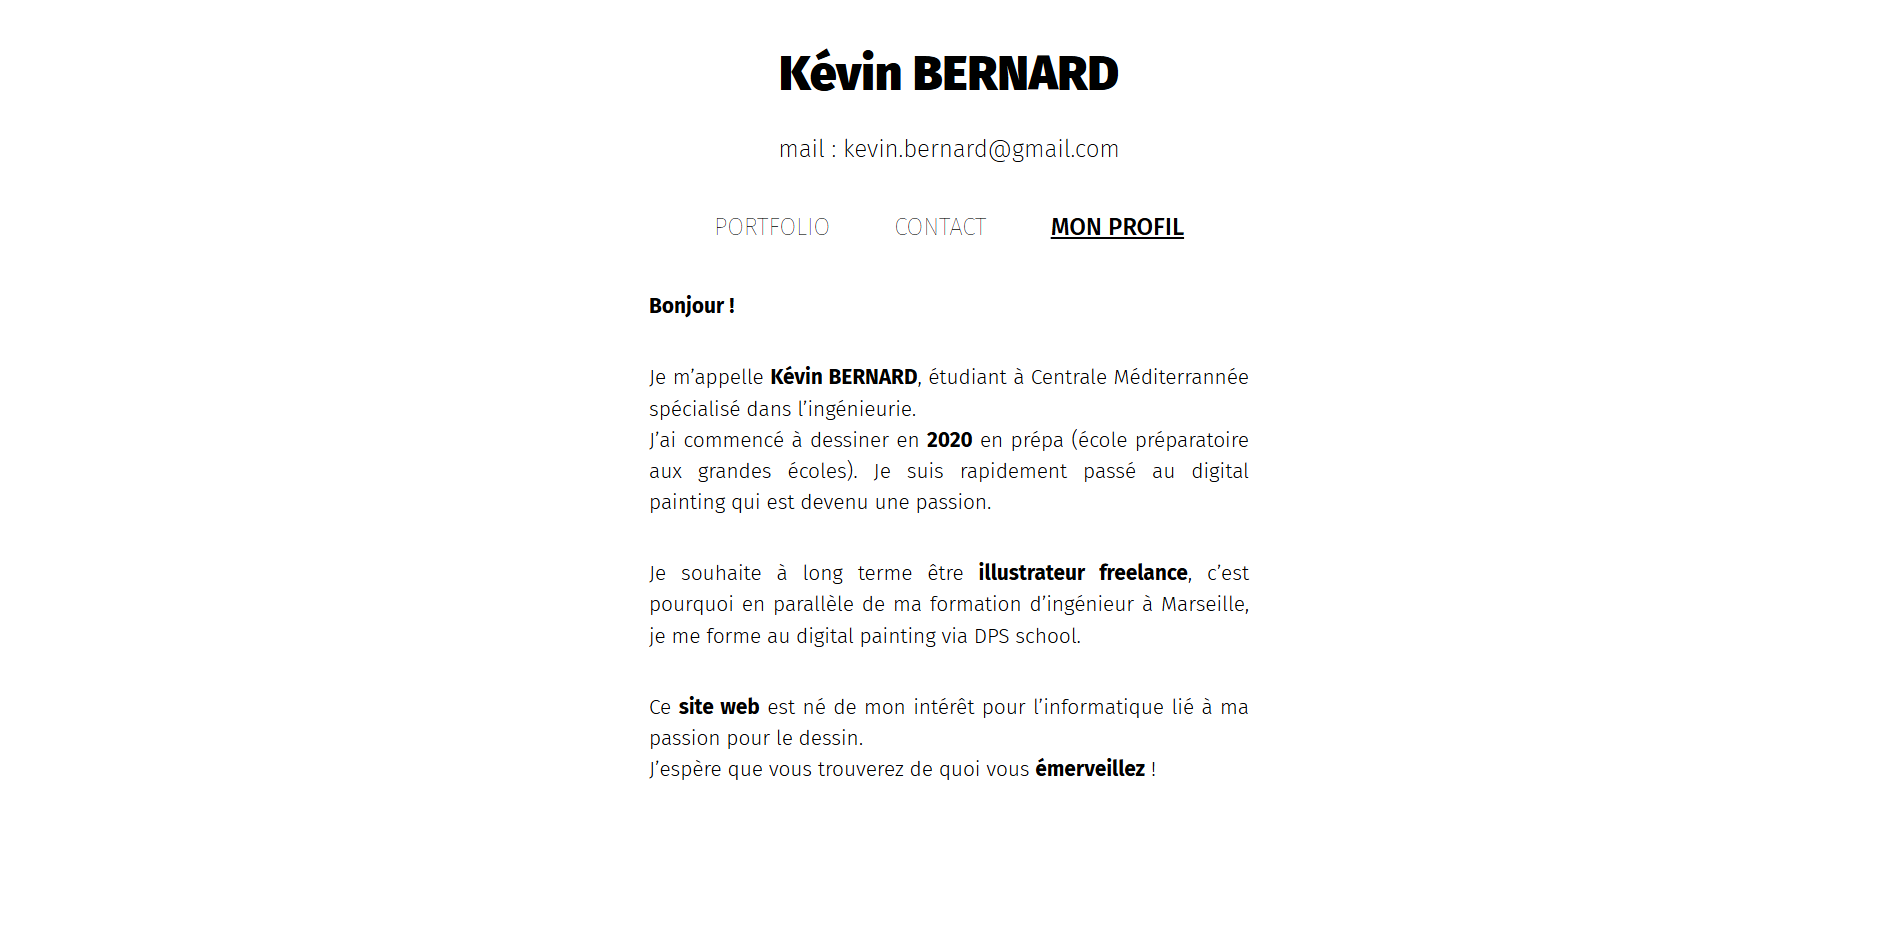 Kévin BERNARD
mail : kevin.bernard@gmail.com
PORTFOLIO CONTACT MON PROFIL
Bonjour !
Je m’appelle Kévin BERNARD, étudiant à Centrale Méditerrannée
spécialisé dans l’ingénieurie.
J’ai commencé à dessiner en 2020 en prépa (école préparatoire
aux grandes écoles). Je suis rapidement passé au digital
painting qui est devenu une passion.
Je souhaite à long terme être illustrateur freelance, c’est
pourquoi en parallèle de ma formation d’ingénieur à Marseille,
je me forme au digital painting via DPS school.
Ce site web est né de mon intérêt pour l’informatique lié à ma
passion pour le dessin.
J’espère que vous trouverez de quoi vous émerveillez !